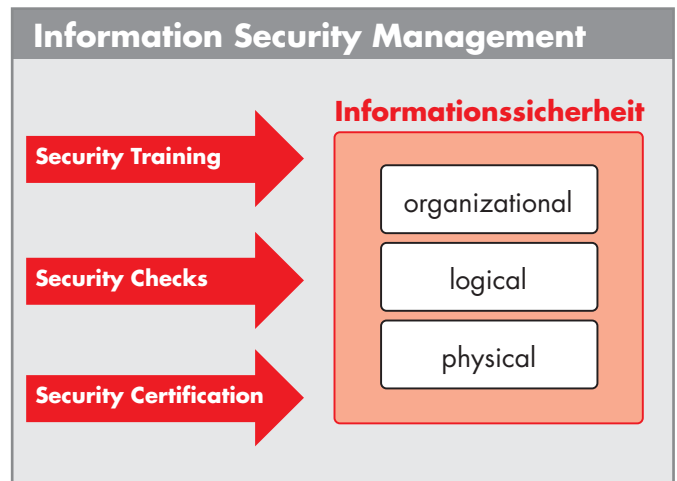 Information Security Management
Informationssicherheit
Security Training
organizational
Security Checks
logical
physical
Security Certification